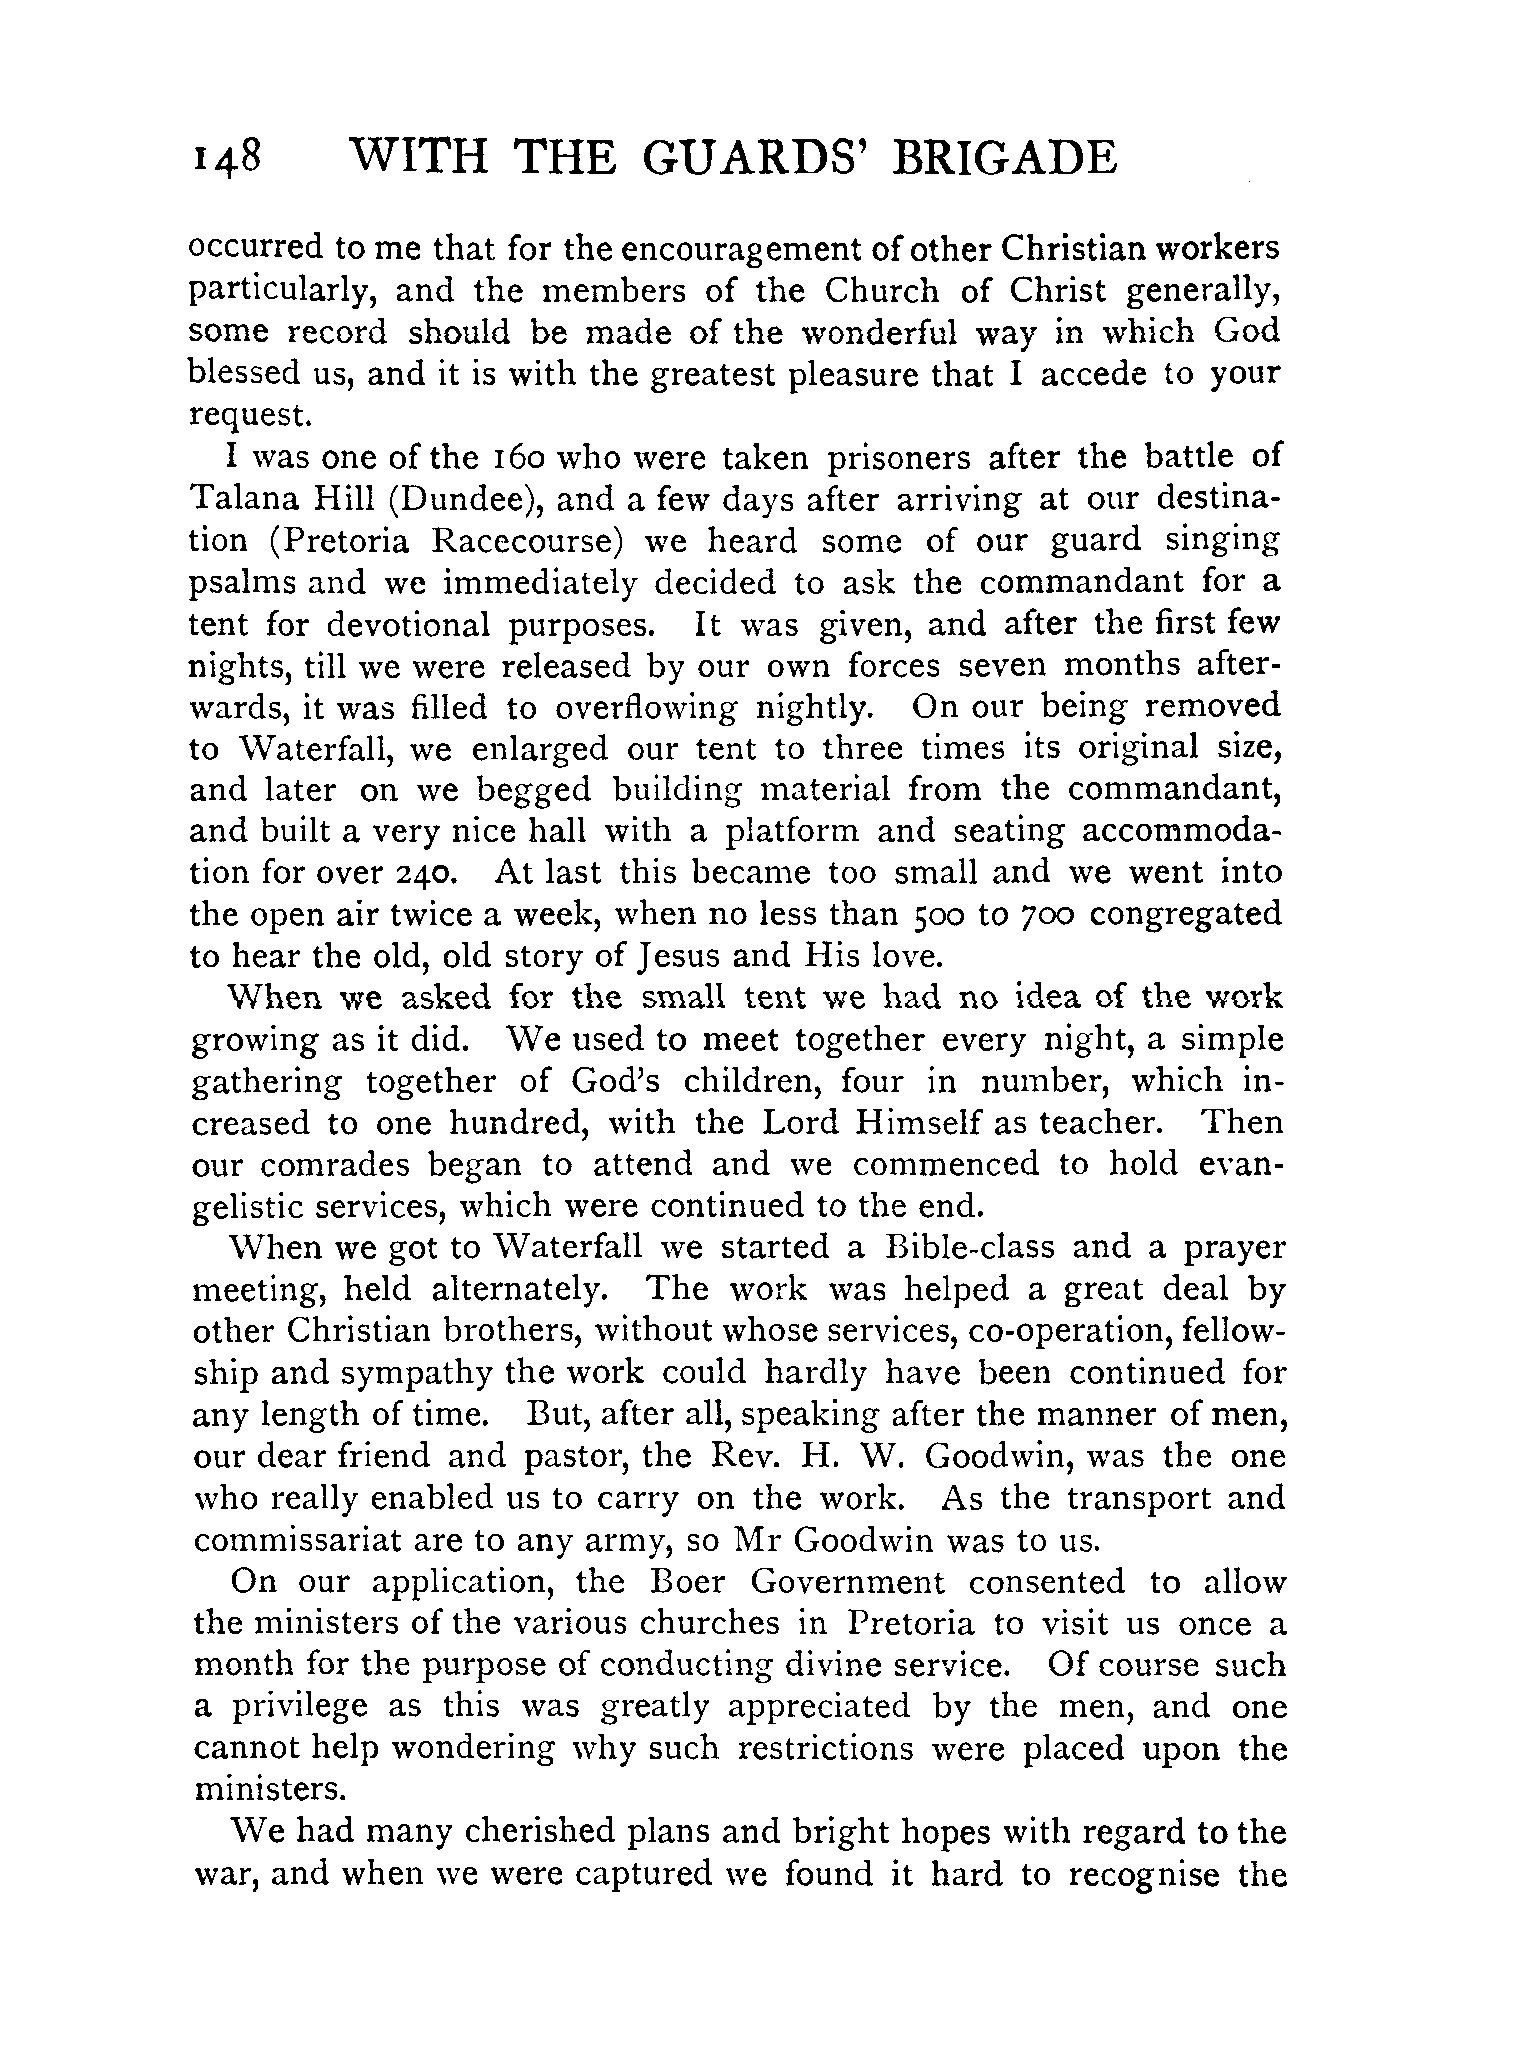 148 WITH THE GUARDS' BRIGADE
occurred to me that for the encouragement of other Christian workers
particularly, and the members of the Church of Christ generally,
some record should be made of the wonderful way in which God
blessed us, and it is with the greatest pleasure that I accede to your
request.
I was one of the 160 who were taken prisoners after the battle of
Talana Hill (Dundee), and a few days after arriving at our destina-
tion (Pretoria Racecourse) we heard some of our guard singing
psalms and we immediately decided to ask the commandant for a
tent for devotional purposes. It was given, and after the first few
nights, till we were released by our own forces seven months after-
wards, it was filled to overflowing nightly. On our being removed
to Waterfall, we enlarged our tent to three times its original size,
and later on we begged building material from the commandant,
and built a very nice hall with a platform and seating accommoda-
tion for over 240. At last this became too small and we went into
the open air twice a week, when no less than 500 to 700 congregated
to hear the old, old story of Jesus and His love.
When we asked for the small tent we had no idea of the work
growing as it did. We used to meet together every night, a simple
gathering together of God's children, four in number, which in-
creased to one hundred, with the Lord Himself as teacher. Then
our comrades began to attend and we commenced to hold evan-
gelistic services, which were continued to the end.
When we got to Waterfall we started a Bible-class and a prayer
meeting, held alternately. The work was helped a great deal by
other Christian brothers, without whose services, co-operation, fellow-
ship and sympathy the work could hardly have been continued for
any length of time. But, after all, speaking after the manner of men,
our dear friend and pastor, the Rev. H. W. Goodwin, was the one
who really enabled us to carry on the work. As the transport and
commissariat are to any army, so Mr Goodwin was to us.
On our application, the Boer Government consented to allow
the ministers of the various churches in Pretoria to visit us once a
month for the purpose of conducting divine service. Of course such
a privilege as this was greatly appreciated by the men, and one
cannot help wondering why such restrictions were placed upon the
ministers.
We had many cherished plans and bright hopes with regard to the
war, and when we were captured we found it hard to recognise the